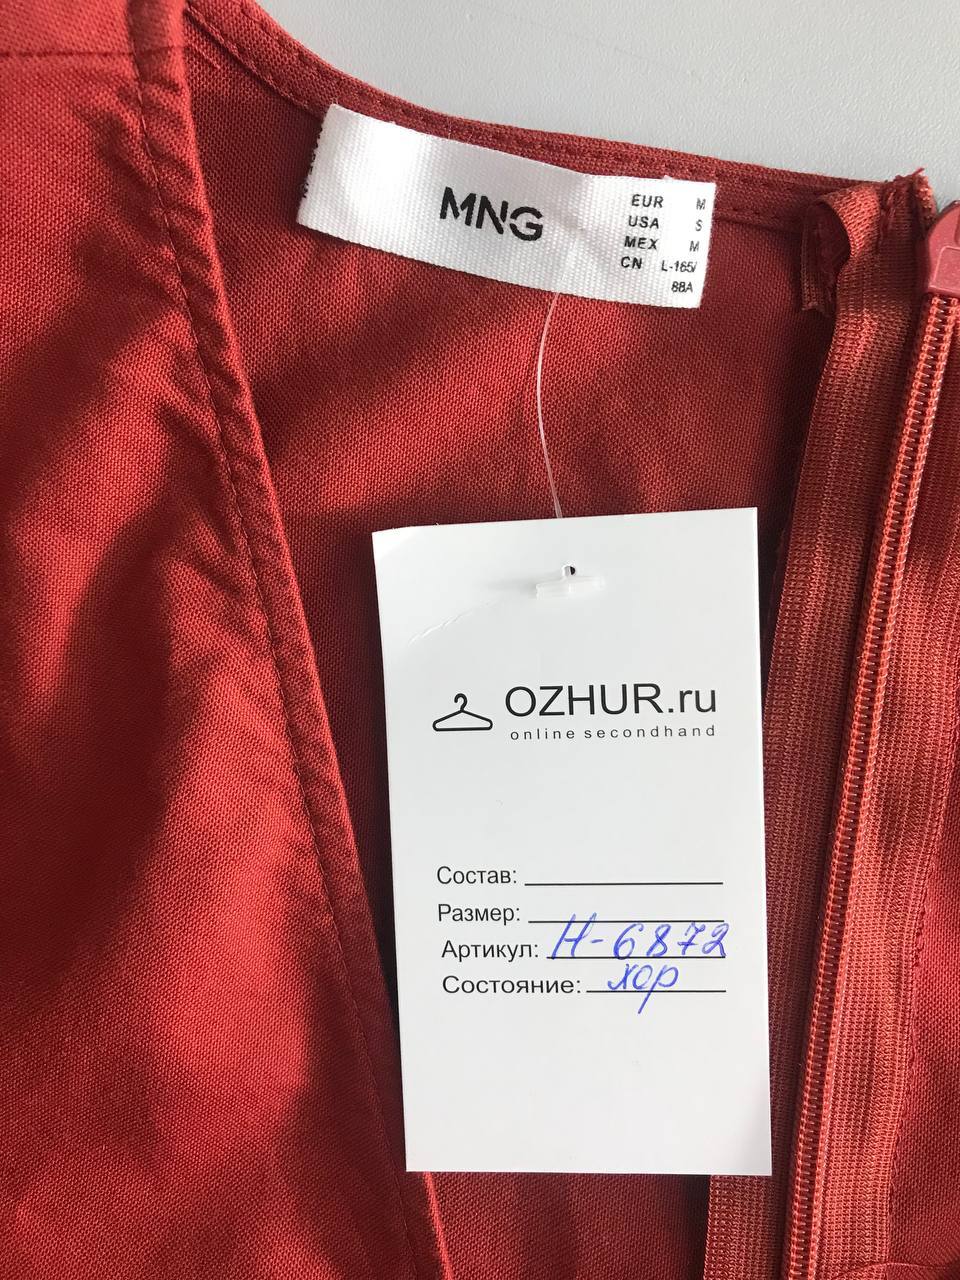 MNG
EUR M
USA S
MEX M
CN L-165/
88A
OZHUR.ru
online secondhand
Состав:
Размер:
Артикул: Н-6872
Состояние: хор